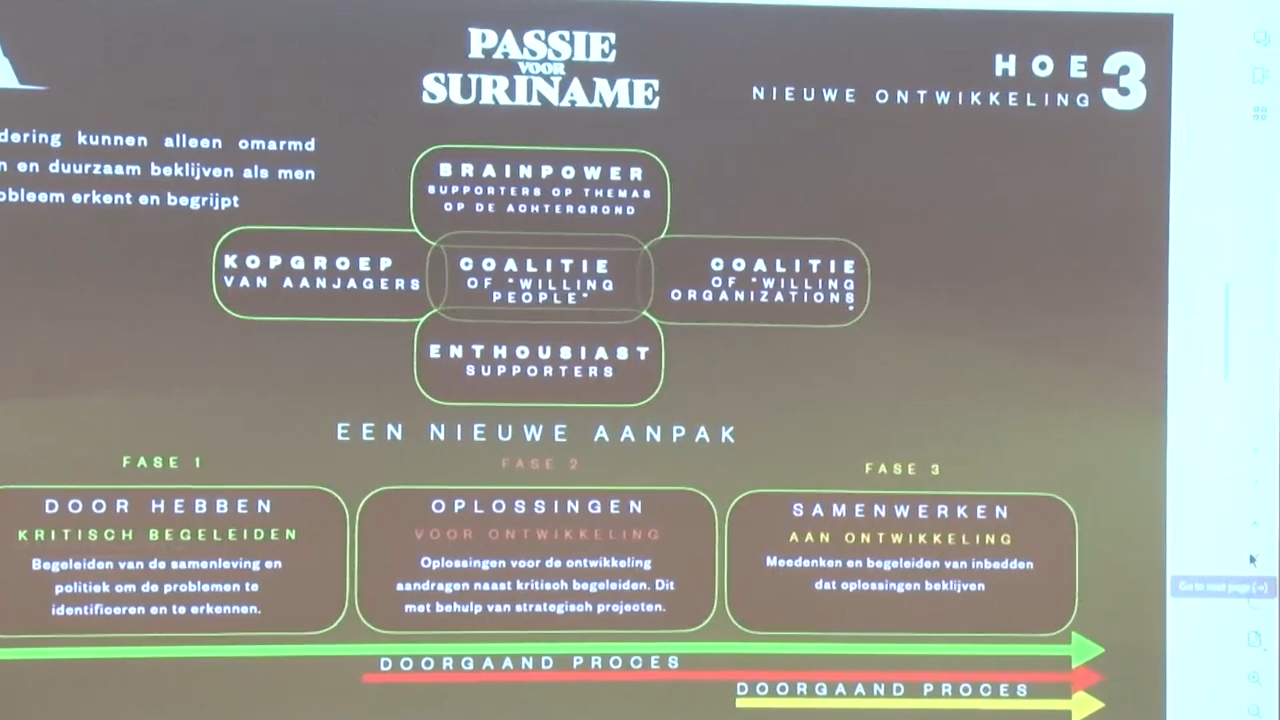 PASSIE
VOOR
SURINAME
HOE
3
NIEUWE ONTWIKKELING
dering kunnen alleen omarmd
n en duurzaam beklijven als men
obleem erkent en begrijpt
BRAINPOWER
SUPPORTERS OP THEMAS
OP DE ACHTERGROND
KOPGROEP
VAN AANJAGERS
COALITIE
OF "WILLING
PEOPLE"
COALITIE
OF "WILLING
ORGANIZATIONS
"
ENTHOUSIAST
SUPPORTERS
EEN NIEUWE AANPAK
FASE 1
DOOR HEBBEN
KRITISCH BEGELEIDEN
Begeleiden van de samenleving en
politiek om de problemen te
identificeren en te erkennen.
FASE 2
OPLOSSINGEN
VOOR ONTWIKKELING
Oplossingen voor de ontwikkeling
aandragen naast kritisch begeleiden. Dit
met behulp van strategisch projecten.
FASE 3
SAMENWERKEN
AAN ONTWIKKELING
Meedenken en begeleiden van inbedden
dat oplossingen beklijven
DOORGAAND PROCES
DOORGAAND PROCES
Go to next page (→)